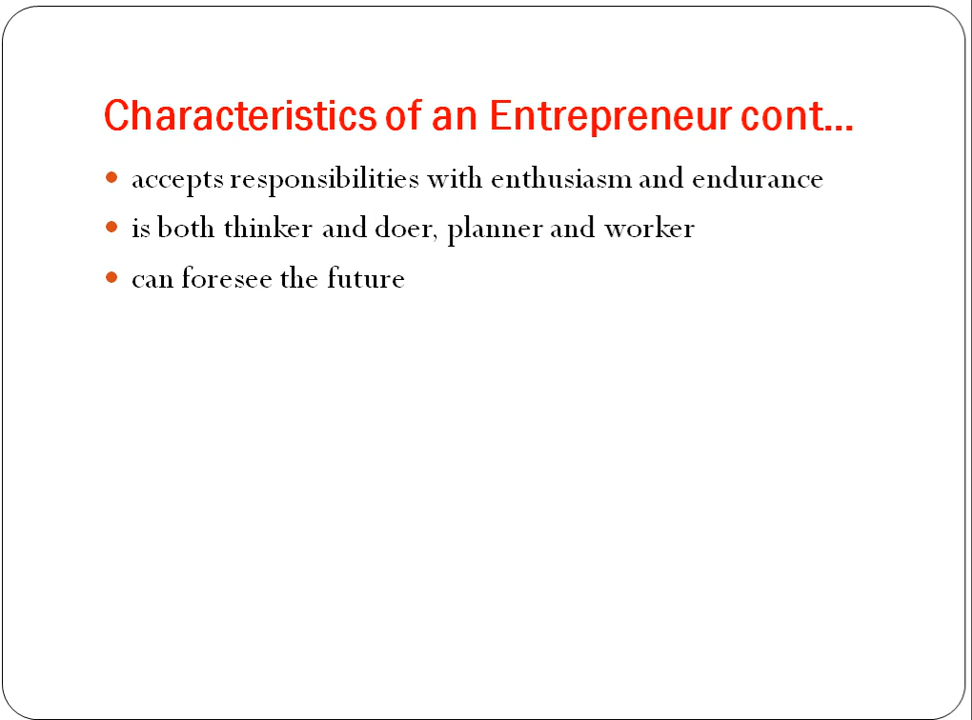 Characteristics of an Entrepreneur cont...
accepts responsibilities with enthusiasm and endurance
is both thinker and doer, planner and worker
can foresee the future